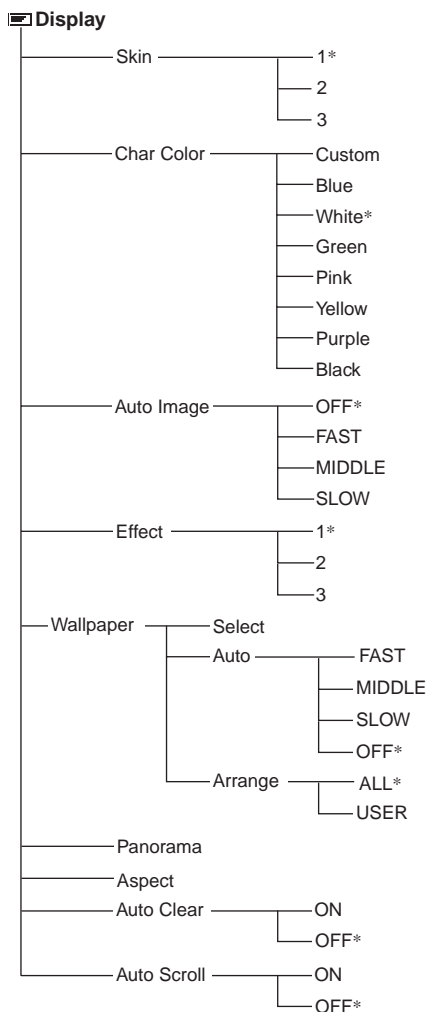 Display
Skin
1*
2
3
Char Color
Custom
Blue
White*
Green
Pink
Yellow
Purple
Black
Auto Image
OFF*
FAST
MIDDLE
SLOW
Effect
1*
2
3
Wallpaper
Select
Auto
FAST
MIDDLE
SLOW
OFF*
Arrange
ALL*
USER
Panorama
Aspect
Auto Clear
ON
OFF*
Auto Scroll
ON
OFF*